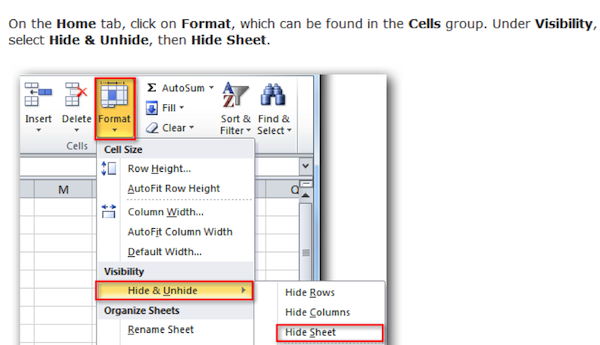 On the Home tab, click on Format, which can be found in the Cells group. Under Visibility,
select Hide & Unhide, then Hide Sheet.
Insert Delete Format
Σ AutoSum
Fill
Clear
Sort & Filter
Find & Select
Cells
Cell Size
Row Height...
AutoFit Row Height
Column Width...
AutoFit Column Width
Default Width...
Visibility
Hide & Unhide
Organize Sheets
Rename Sheet
M
Q
Hide Rows
Hide Columns
Hide Sheet